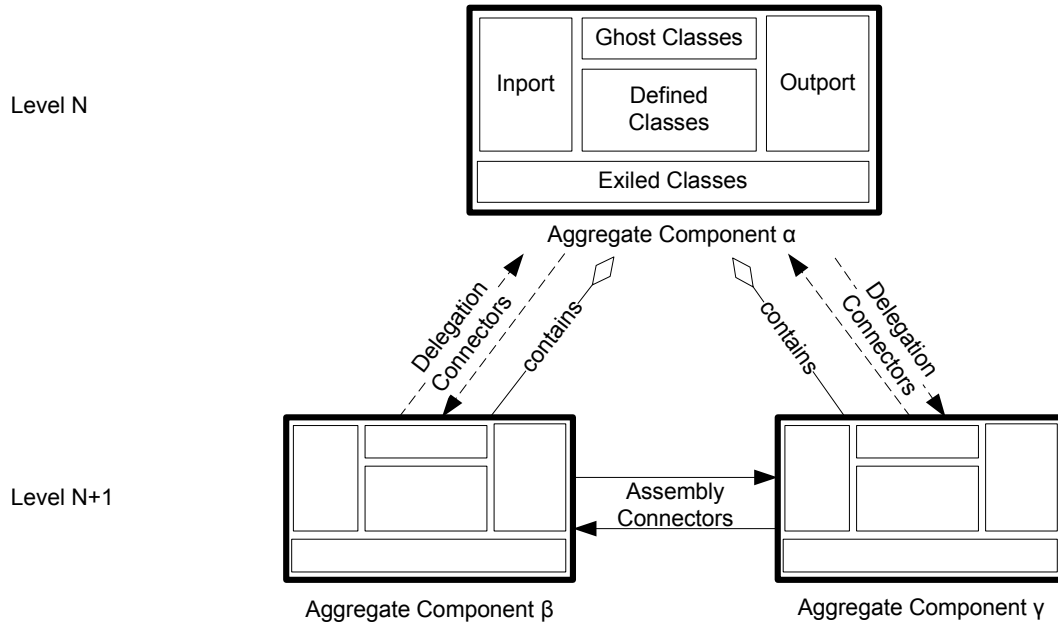 Ghost Classes
Inport
Outport
Defined
Classes
Level N
Exiled Classes
Aggregate Component α
Delegation
Connectors
contains
contains
Delegation
Connectors
Level N+1
Assembly
Connectors
Aggregate Component β
Aggregate Component γ